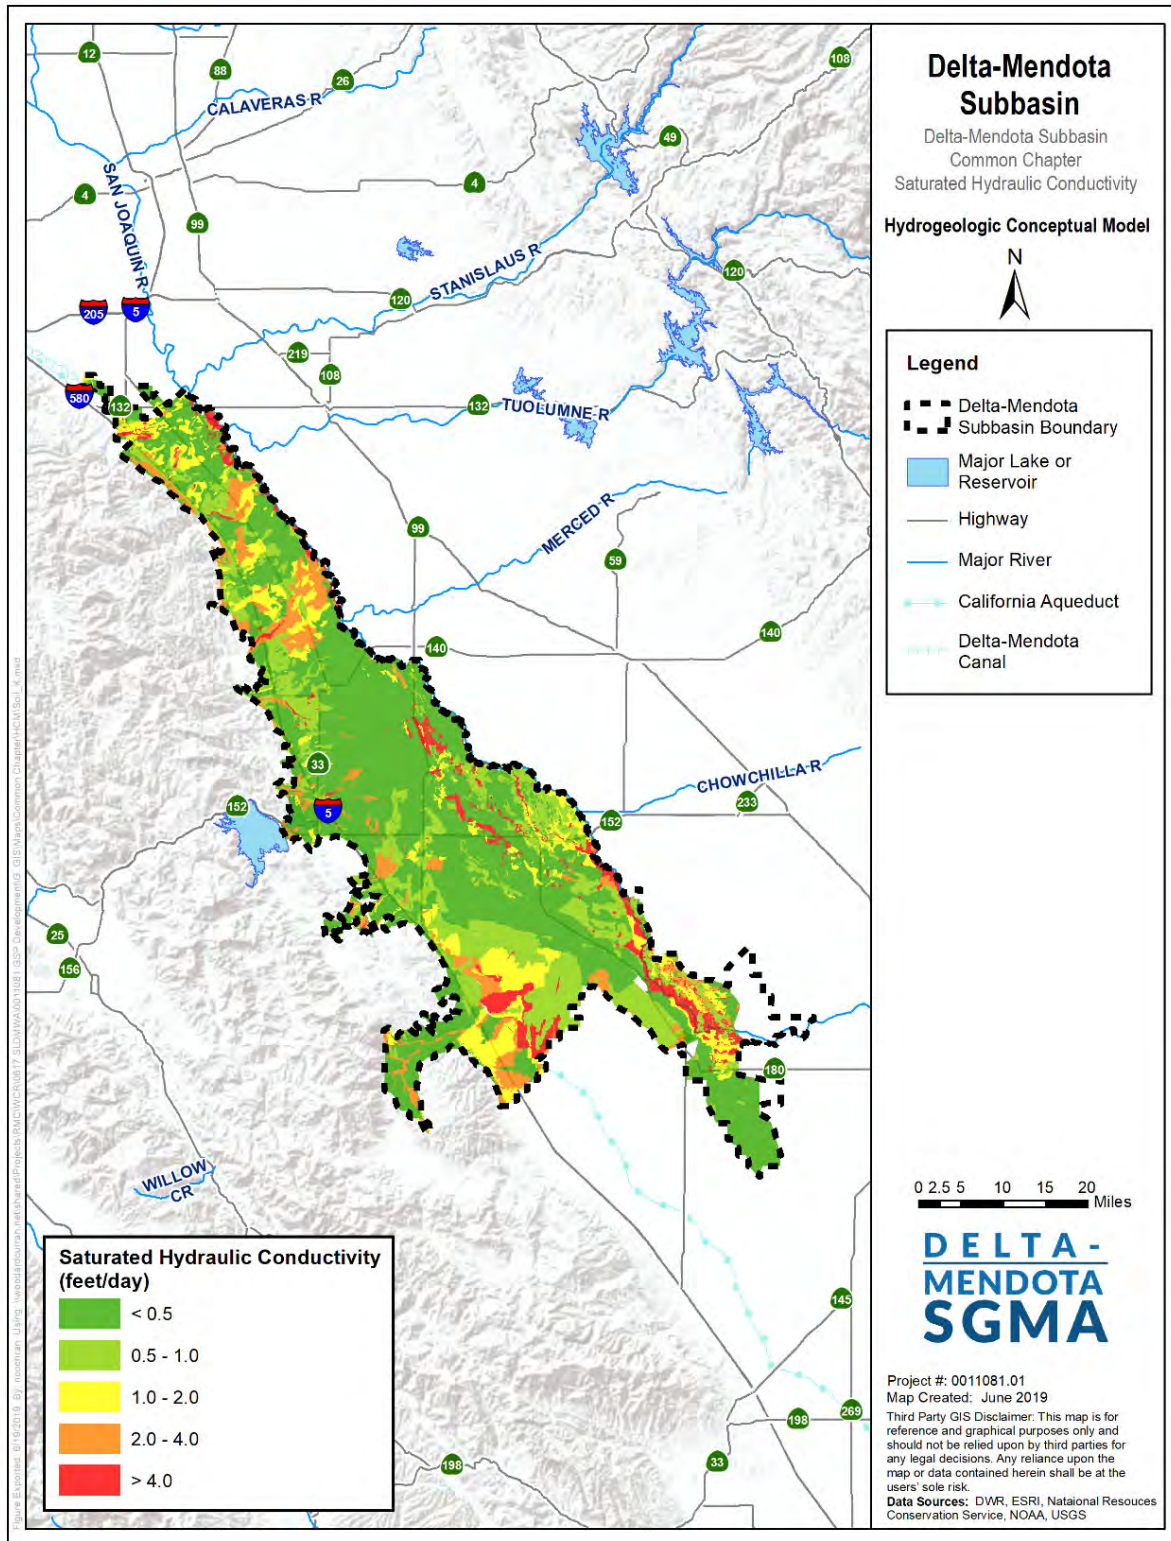 Delta-Mendota
Subbasin
Delta-Mendota Subbasin
Common Chapter
Saturated Hydraulic Conductivity
Hydrogeologic Conceptual Model
N
Legend
Delta-Mendota
Subbasin Boundary
Major Lake or
Reservoir
Highway
Major River
California Aqueduct
Delta-Mendota
Canal
0 2.5 5 10 15 20
Miles
DELTA-
MENDOTA
SGMA
Project #: 0011081.01
Map Created: June 2019
Third Party GIS Disclaimer: This map is for
reference and graphical purposes only and
should not be relied upon by third parties for
any legal decisions. Any reliance upon the
map or data contained herein shall be at the
users' sole risk.
Data Sources: DWR, ESRI, Nataional Resouces
Conservation Service, NOAA, USGS
12
88
26
108
CALAVERAS R
49
4
4
SAN JOAQUIN R
99
STANISLAUS R
120
120
205
5
219
108
580
132
132
TUOLUMNE R
MERCED R
99
59
140
140
33
CHOWCHILLA R
233
152
5
152
25
156
180
WILLOW
CR
145
198
269
33
198
Saturated Hydraulic Conductivity
(feet/day)
< 0.5
0.5 - 1.0
1.0 - 2.0
2.0 - 4.0
> 4.0